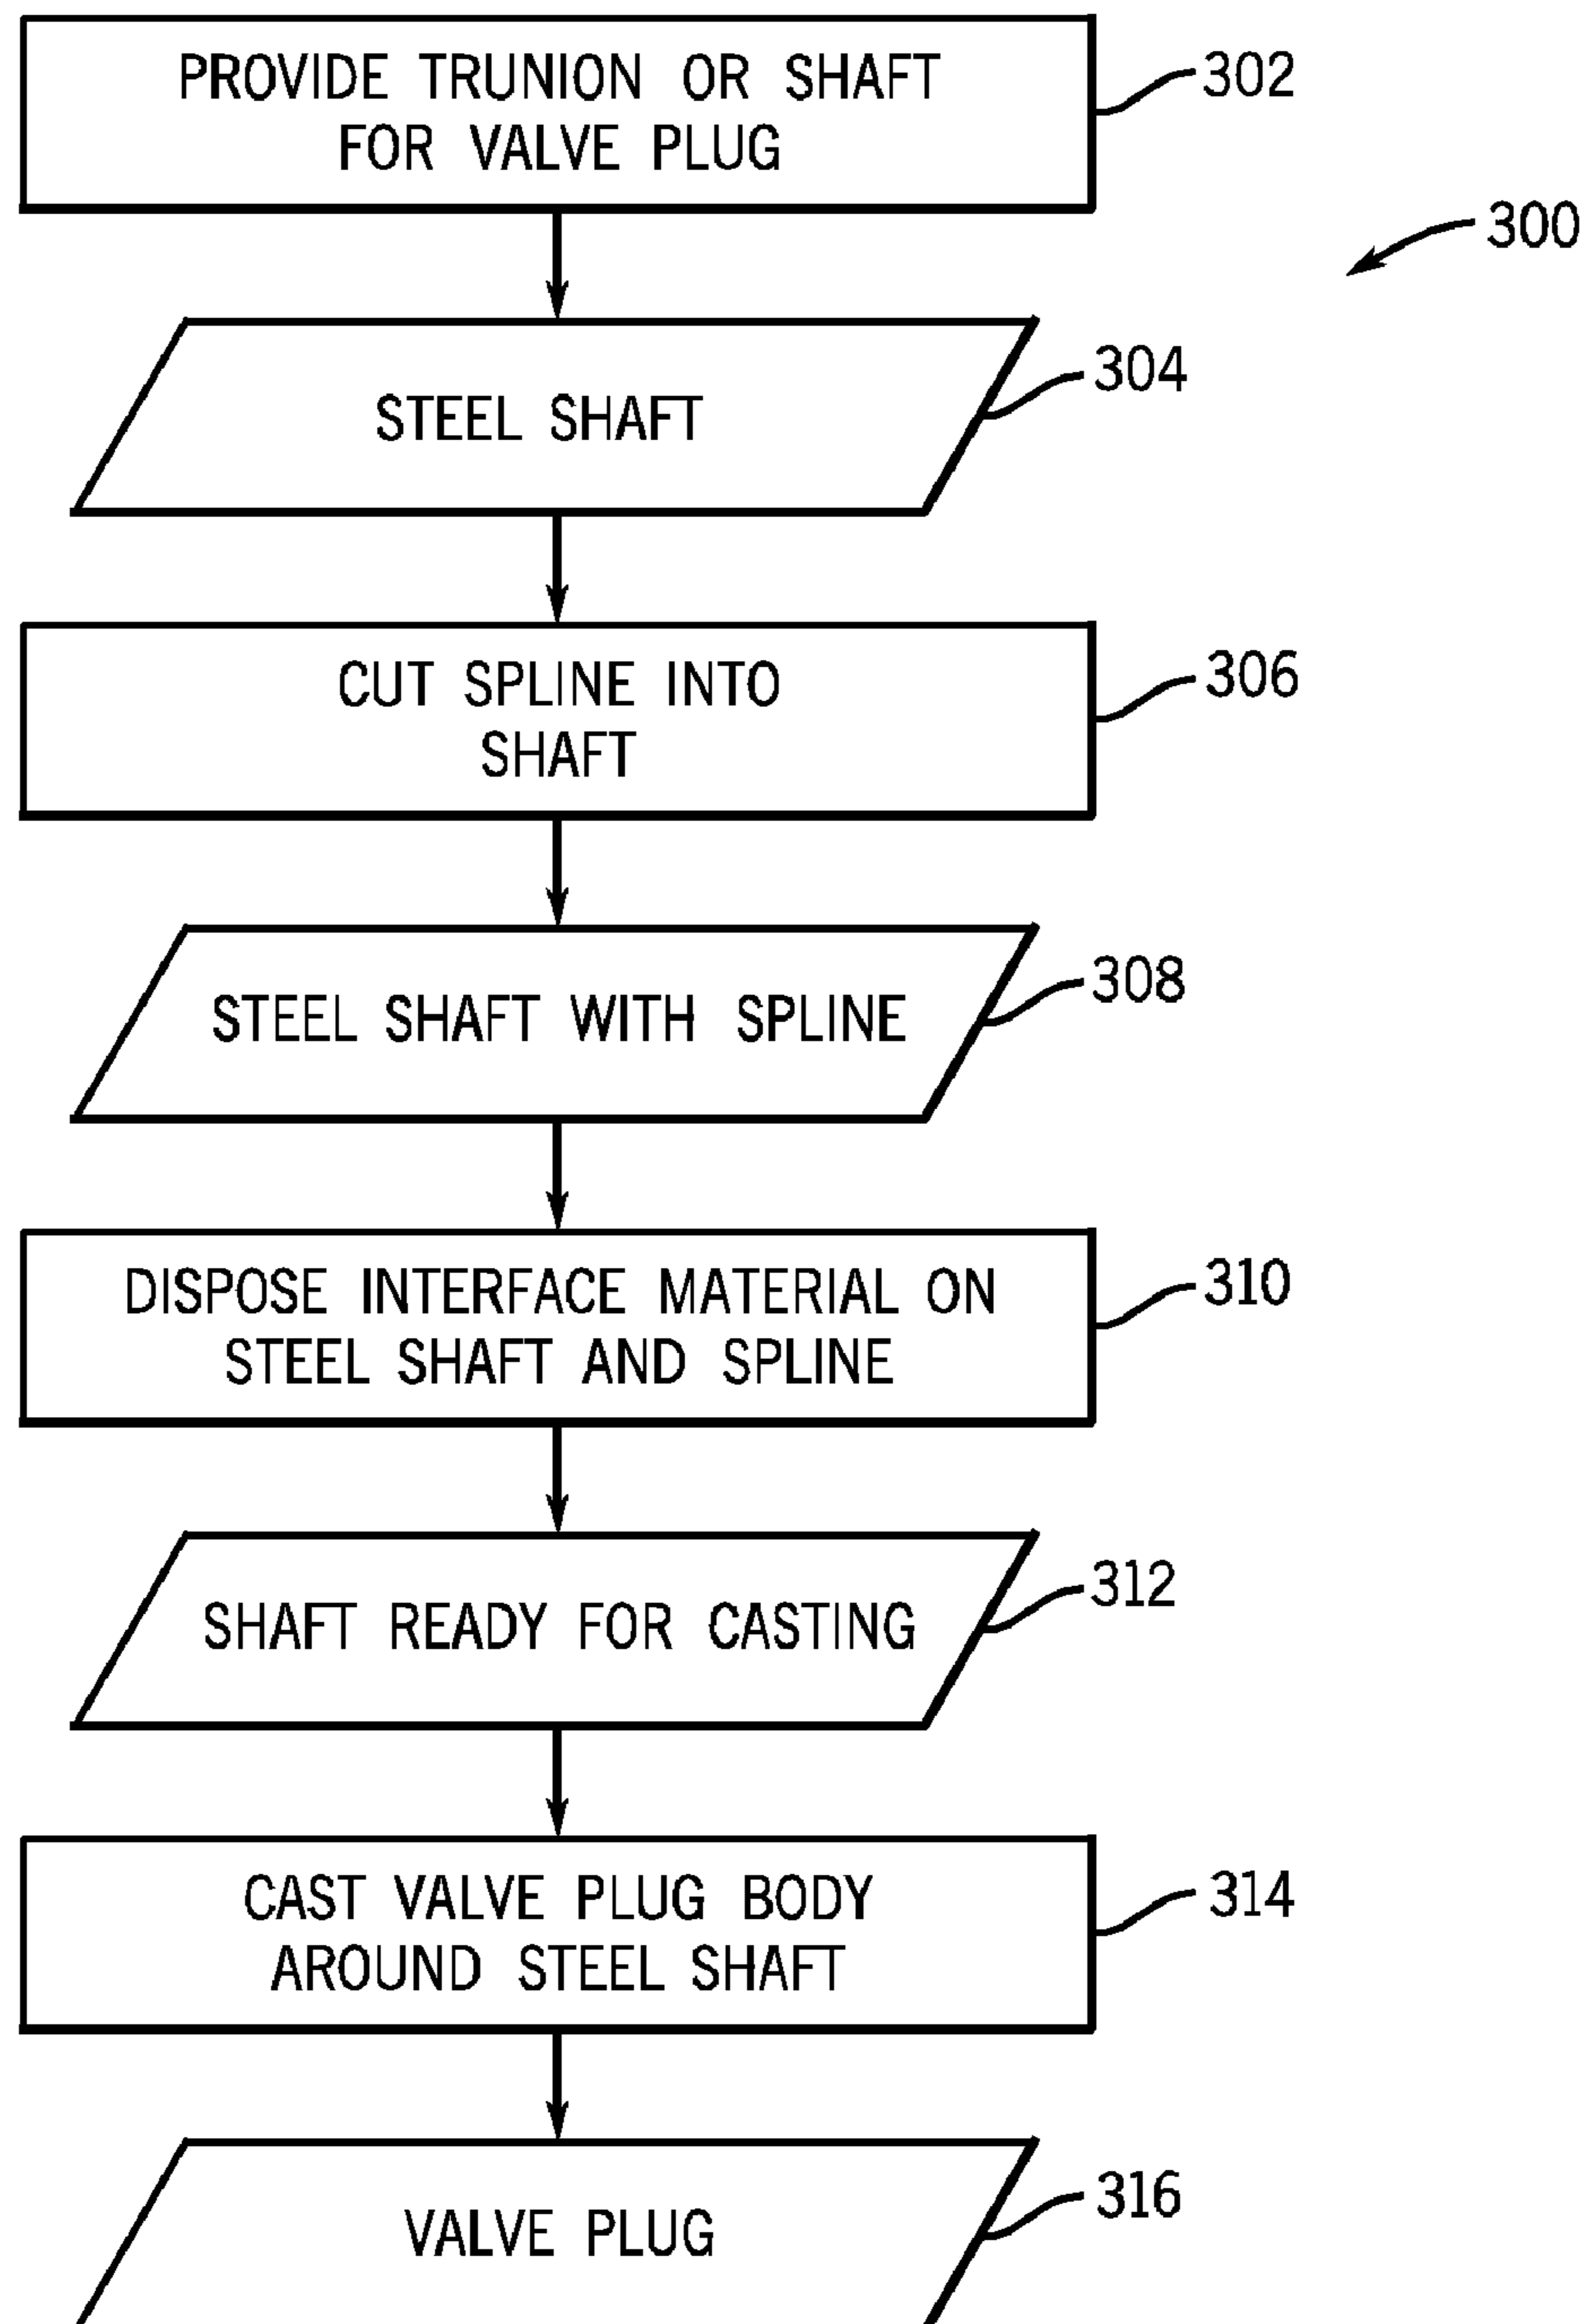 PROVIDE TRUNION OR SHAFT
FOR VALVE PLUG
302
300
STEEL SHAFT
304
CUT SPLINE INTO
SHAFT
306
STEEL SHAFT WITH SPLINE
308
DISPOSE INTERFACE MATERIAL ON
STEEL SHAFT AND SPLINE
310
SHAFT READY FOR CASTING
312
CAST VALVE PLUG BODY
AROUND STEEL SHAFT
314
VALVE PLUG
316